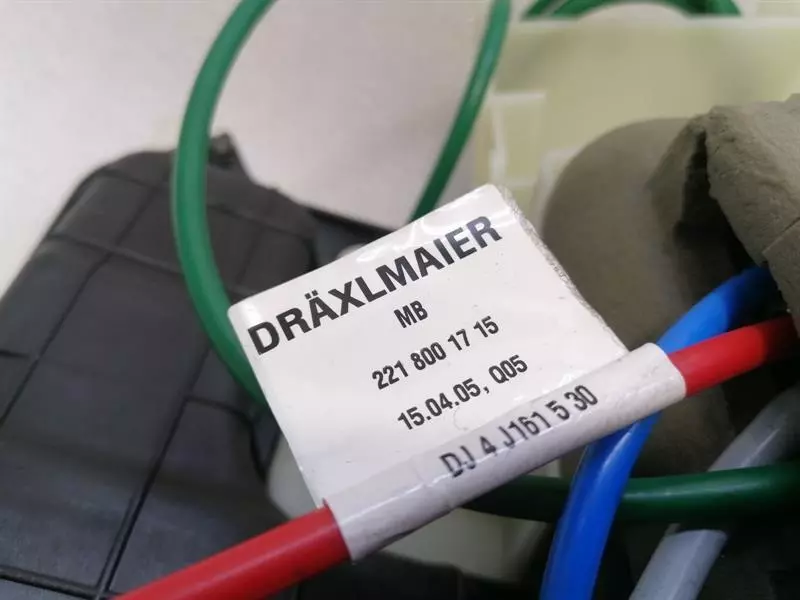 DRÄXLMAIER
MB
221 800 17 15
15.04.05, Q05
DJ 4 J161 5 30